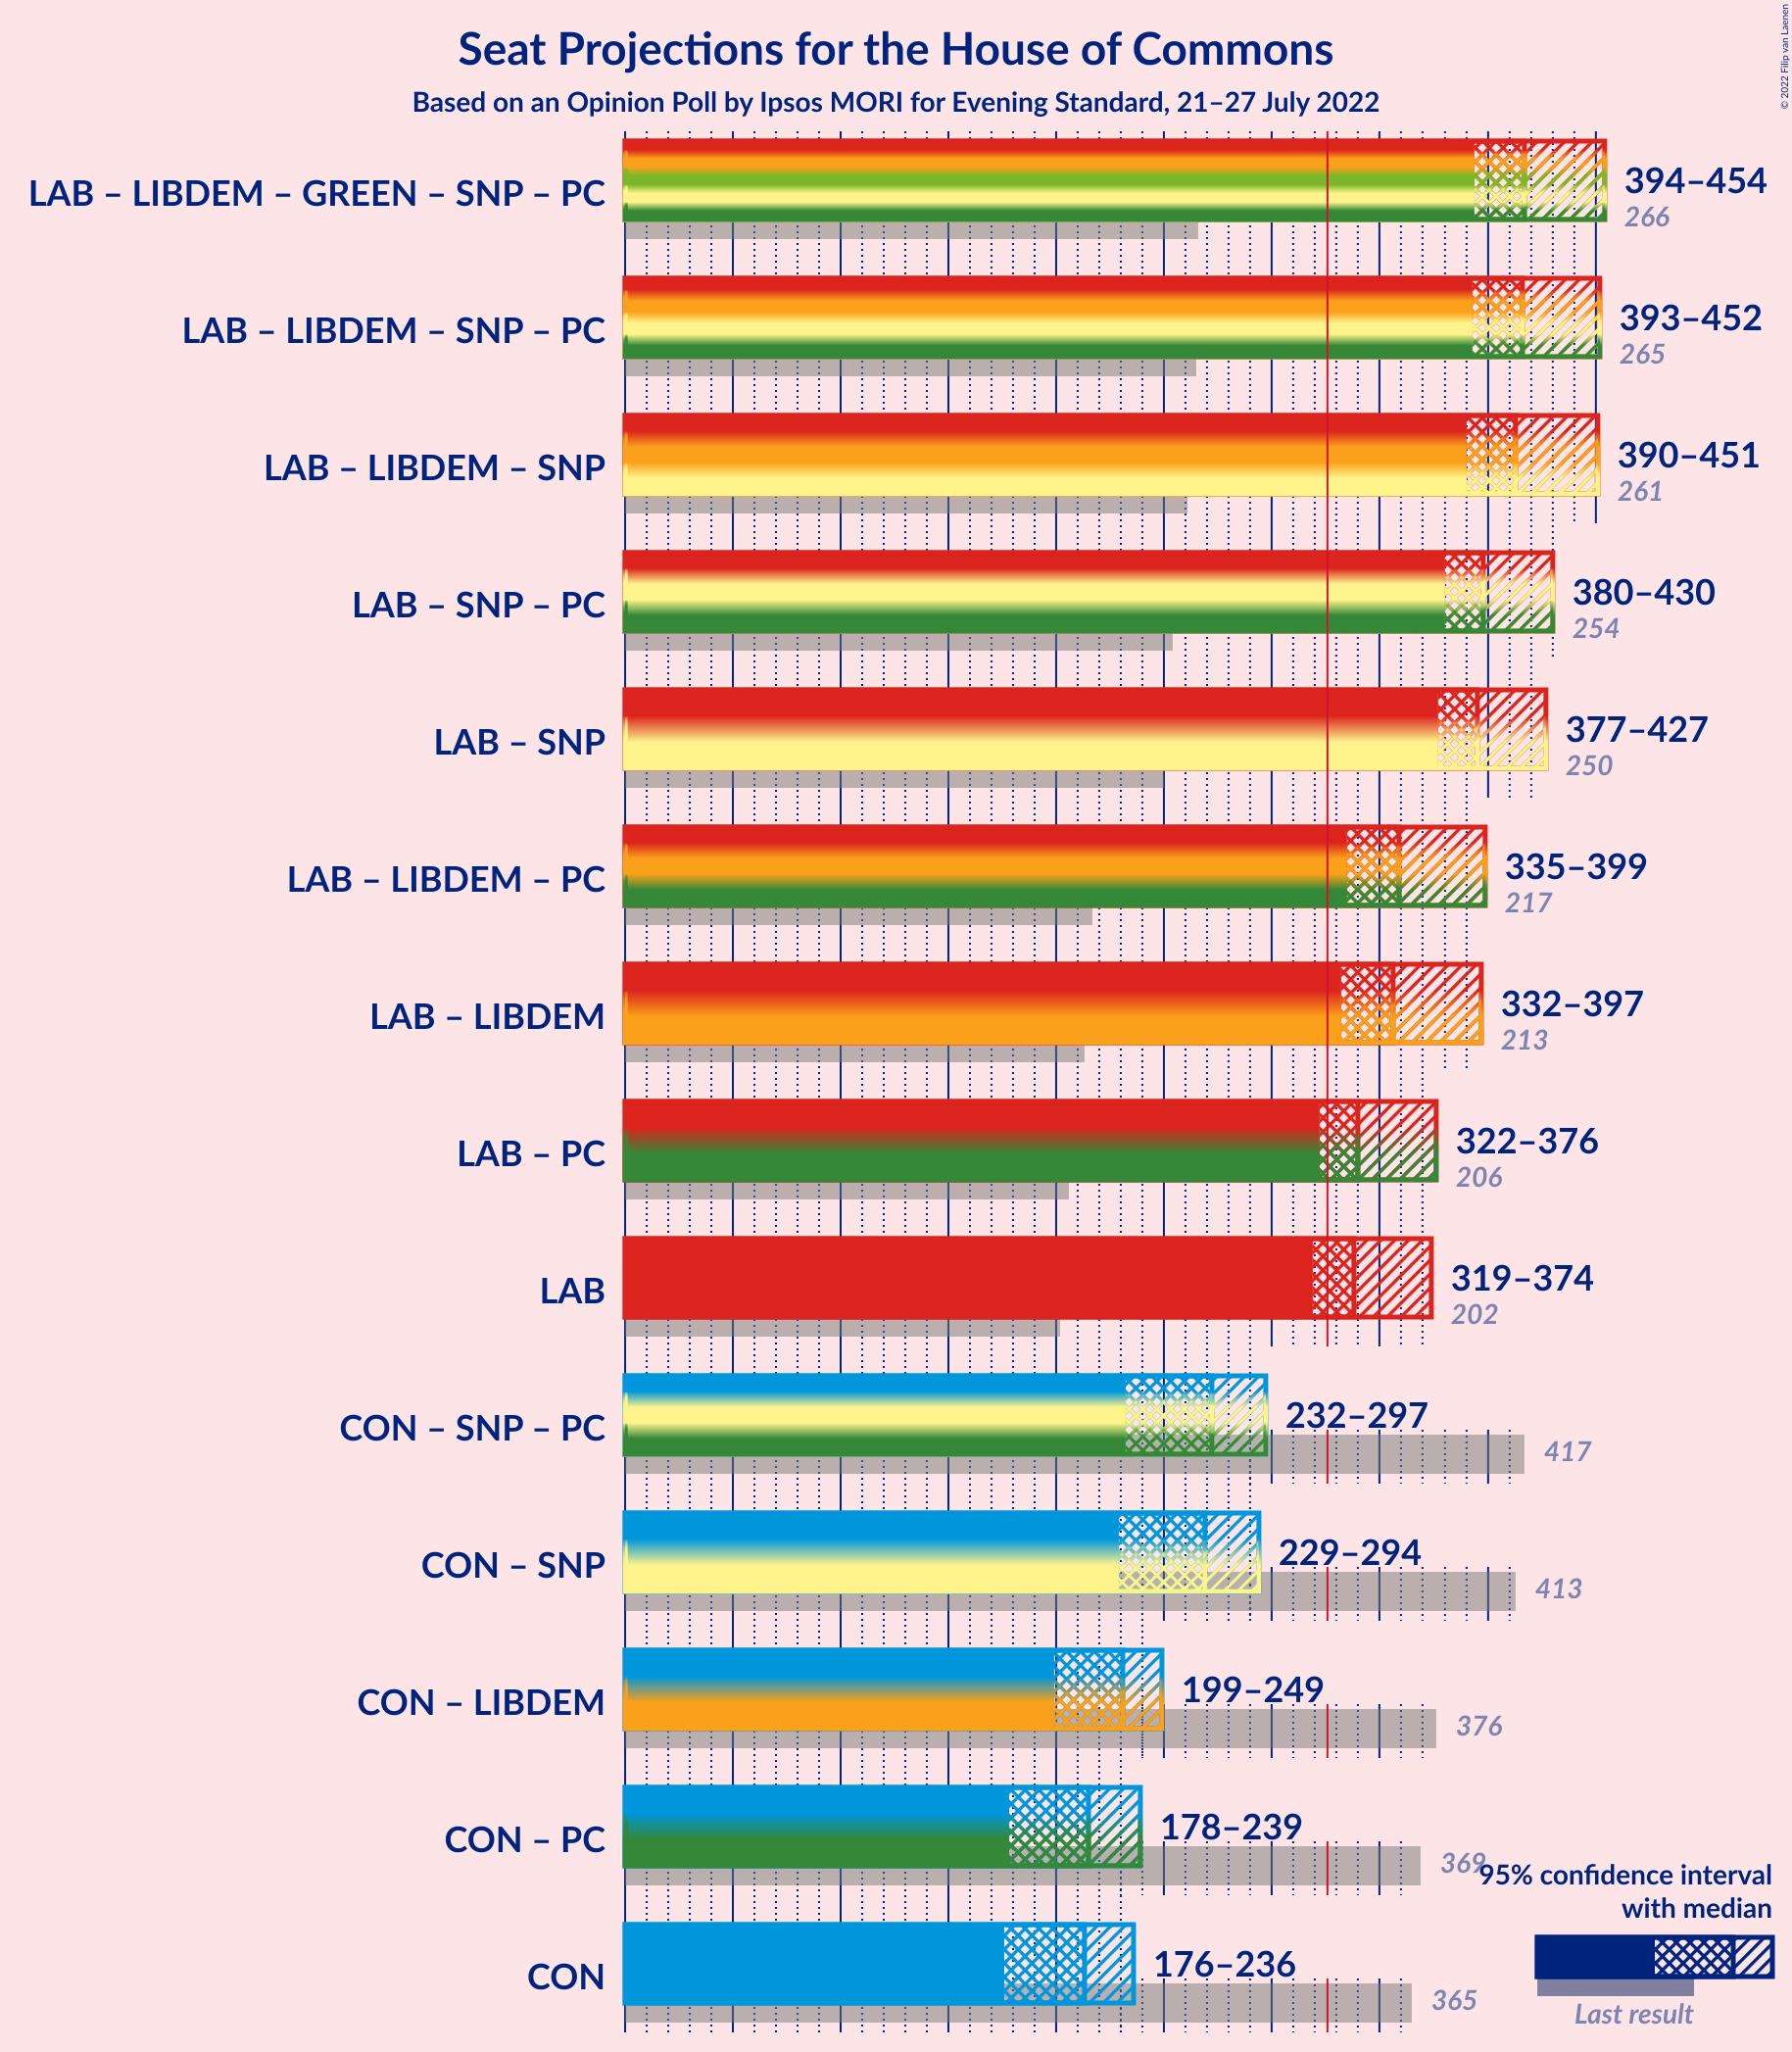 Seat Projections for the House of Commons
Based on an Opinion Poll by Ipsos MORI for Evening Standard, 21–27 July 2022
© 2022 Filip van Laenen
LAB – LIBDEM – GREEN – SNP – PC
394–454
266
LAB – LIBDEM – SNP – PC
393–452
265
LAB – LIBDEM – SNP
390–451
261
LAB – SNP – PC
380–430
254
LAB – SNP
377–427
250
LAB – LIBDEM – PC
335–399
217
LAB – LIBDEM
332–397
213
LAB – PC
322–376
206
LAB
319–374
202
CON – SNP – PC
232–297
417
CON – SNP
229–294
413
CON – LIBDEM
199–249
376
CON – PC
178–239
369
CON
176–236
365
95% confidence interval
with median
Last result